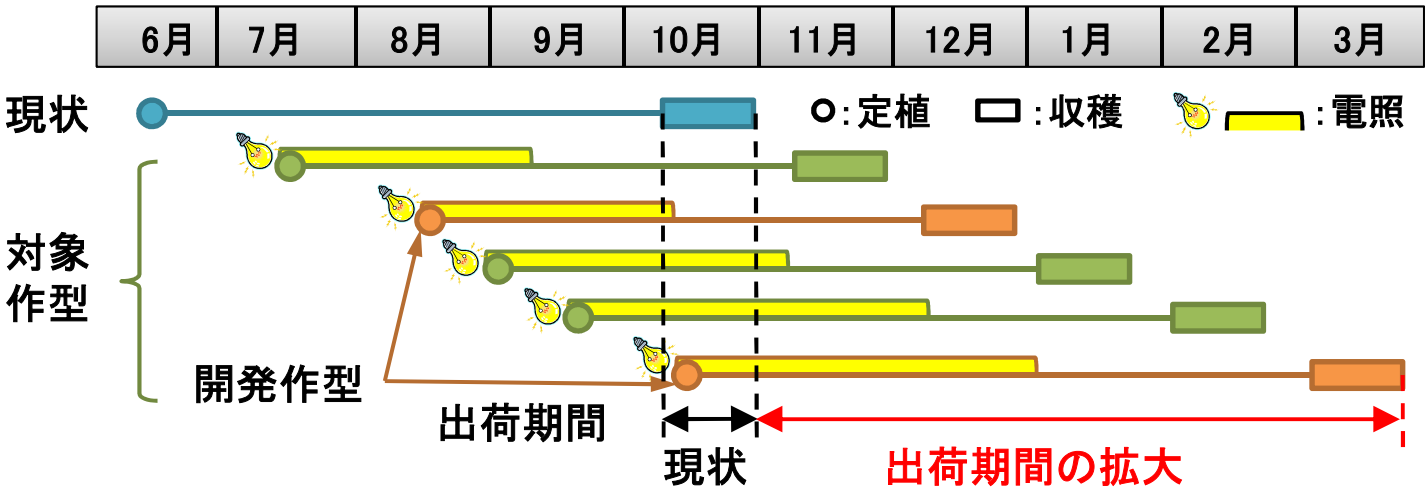 6月 7月 8月 9月 10月 11月 12月 1月 2月 3月
現状
：定植 ：収穫 ：電照
対象
作型
開発作型
出荷期間
現状
出荷期間の拡大